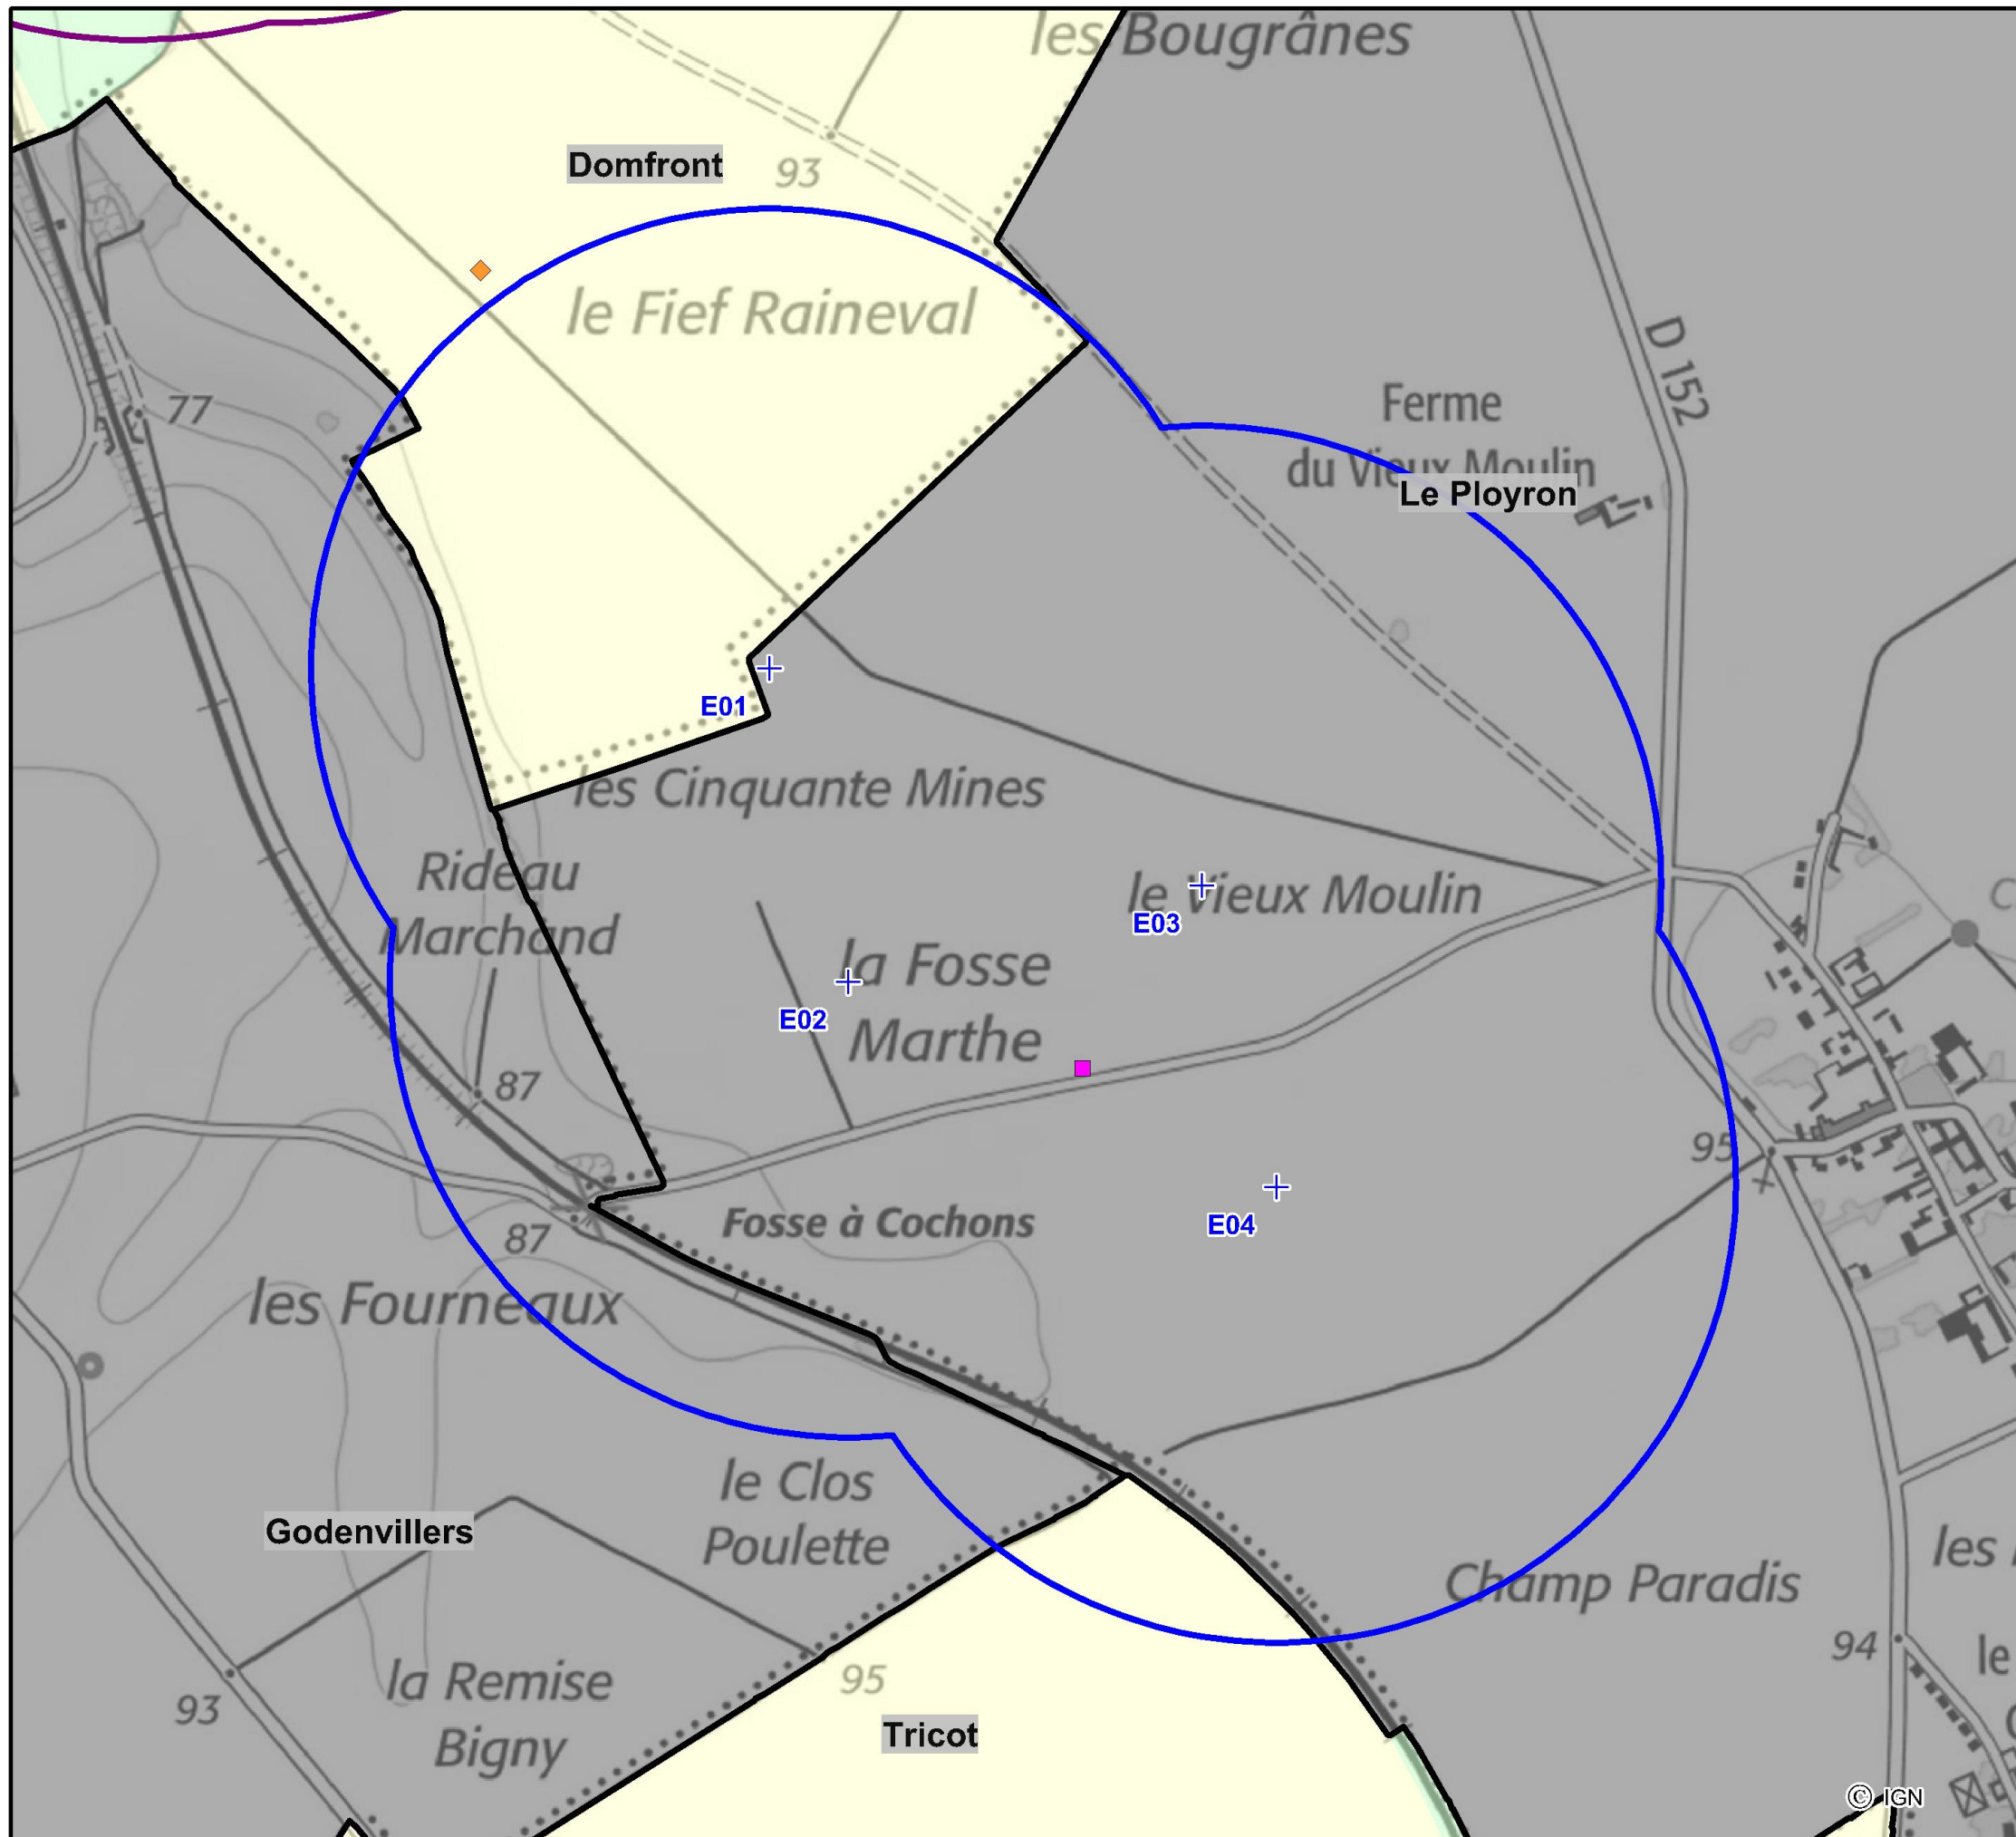 les Bougrânes
Domfront
93
le Fief Raineval
D 152
Ferme
du Vieux Moulin
Le Ployron
77
E01
les Cinquante Mines
Rideau
Marchand
le Vieux Moulin
E03
la Fosse
Marthe
E02
87
95
Fosse à Cochons
E04
87
les Fourneaux
le Clos
Poulette
Godenvillers
les
Champ Paradis
94
le
la Remise
Bigny
93
95
Tricot
© IGN